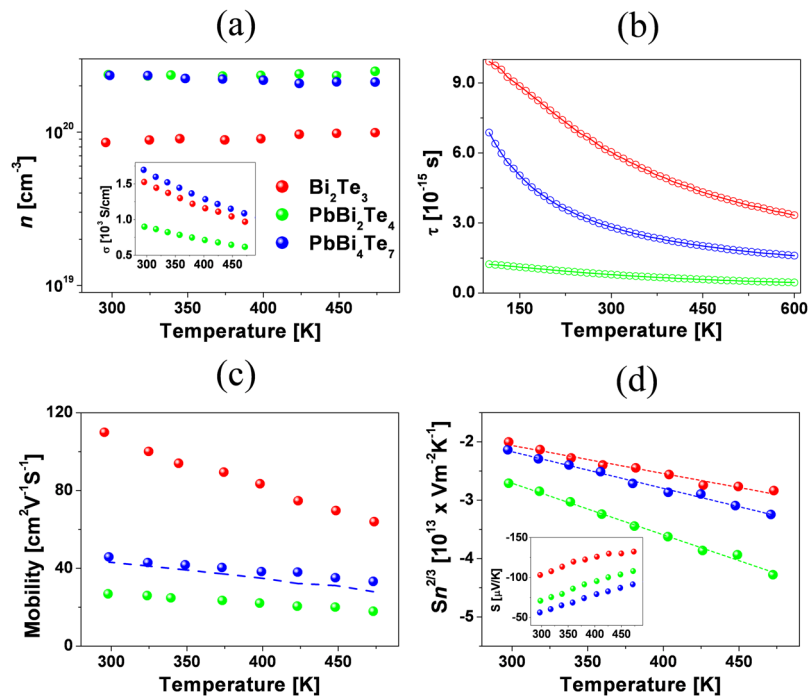 (a)
n [cm⁻³]
10²⁰
10¹⁹
σ [10³ S/cm]
1.5
1.0
0.5
300 350 400 450
Bi₂Te₃
PbBi₂Te₄
PbBi₄Te₇
300 350 400 450
Temperature [K]
(b)
τ [10⁻¹⁵ s]
9.0
6.0
3.0
0.0
150 300 450 600
Temperature [K]
(c)
Mobility [cm²V⁻¹S⁻¹]
120
80
40
0
300 350 400 450
Temperature [K]
(d)
Sn²ᐟ³ [10¹³ x Vm⁻²K⁻¹]
-2
-3
-4
-5
S [μV/K]
-150
-100
-50
300 350 400 450
300 350 400 450
Temperature [K]